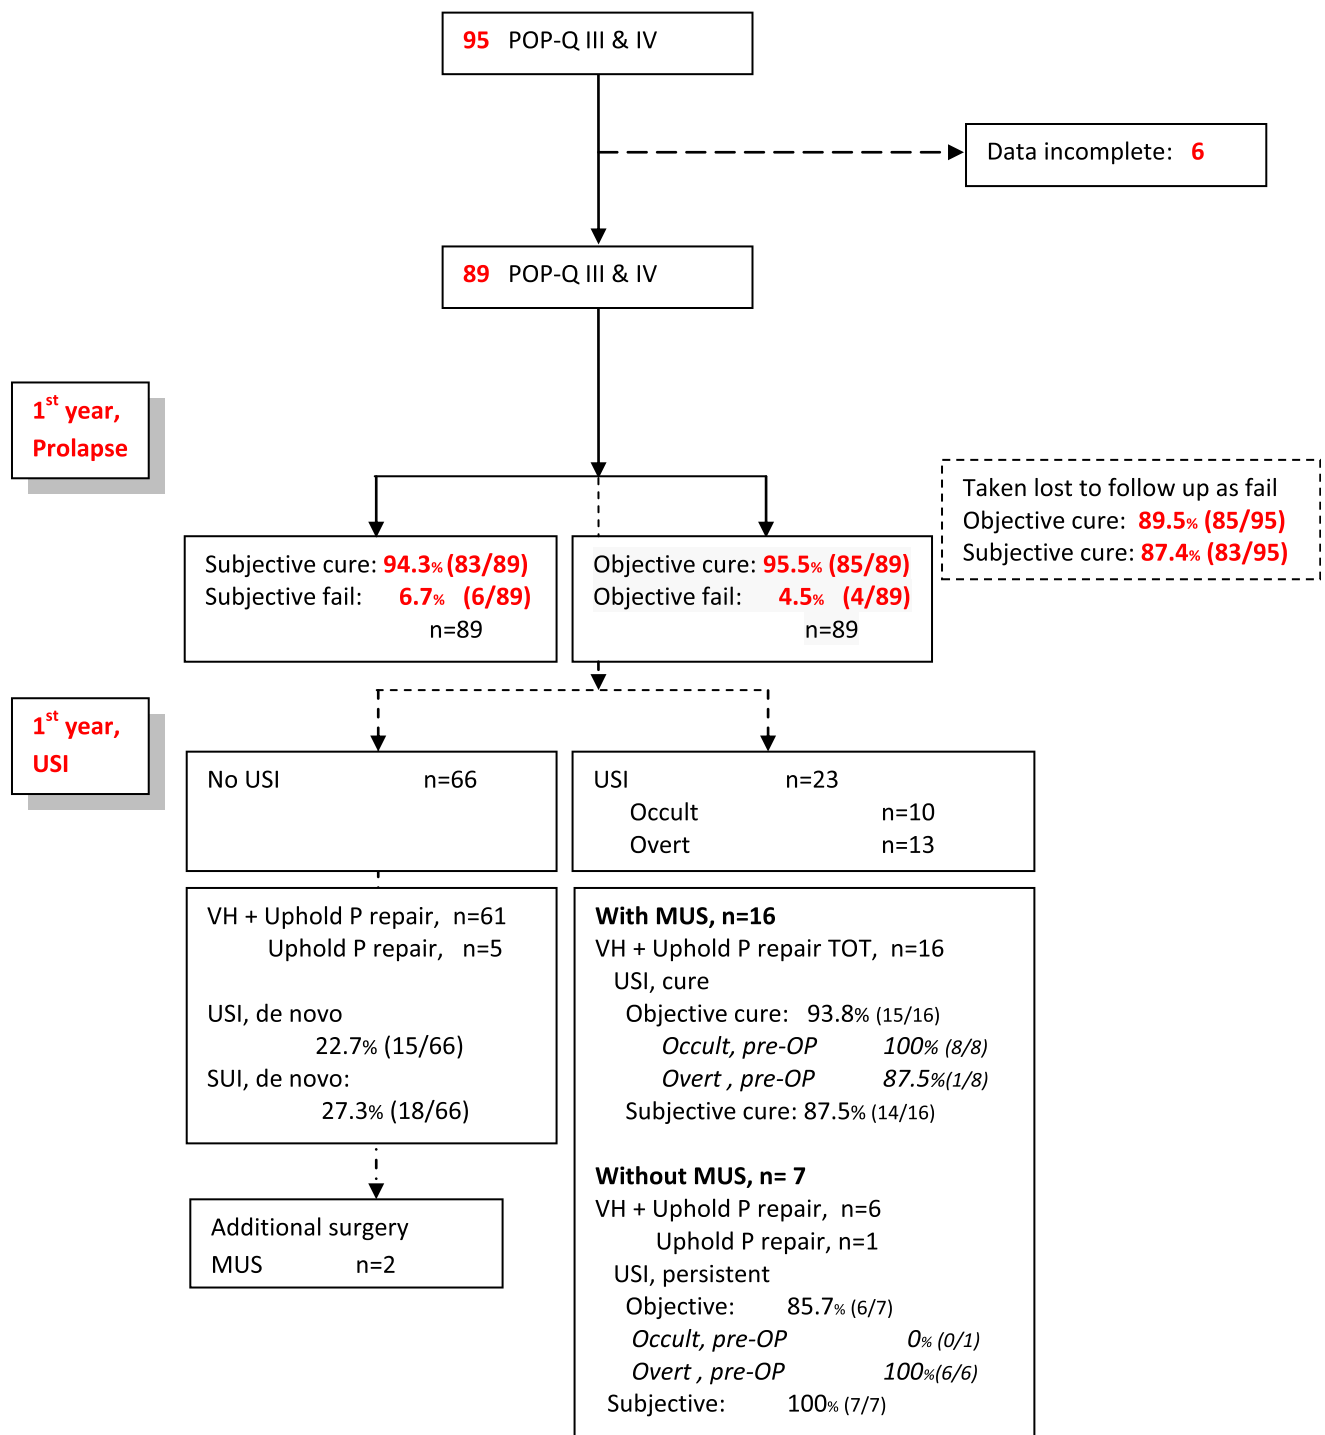 95 POP-Q III & IV
Data incomplete: 6
89 POP-Q III & IV
1st year,
Prolapse
Taken lost to follow up as fail
Objective cure: 89.5% (85/95)
Subjective cure: 87.4% (83/95)
Subjective cure: 94.3% (83/89)
Subjective fail: 6.7% (6/89)
n=89
Objective cure: 95.5% (85/89)
Objective fail: 4.5% (4/89)
n=89
1st year,
USI
No USI n=66
USI n=23
Occult n=10
Overt n=13
VH + Uphold P repair, n=61
Uphold P repair, n=5
USI, de novo
22.7% (15/66)
SUI, de novo:
27.3% (18/66)
Additional surgery
MUS n=2
With MUS, n=16
VH + Uphold P repair TOT, n=16
USI, cure
Objective cure: 93.8% (15/16)
Occult, pre-OP 100% (8/8)
Overt , pre-OP 87.5%(1/8)
Subjective cure: 87.5% (14/16)
Without MUS, n= 7
VH + Uphold P repair, n=6
Uphold P repair, n=1
USI, persistent
Objective: 85.7% (6/7)
Occult, pre-OP 0% (0/1)
Overt , pre-OP 100%(6/6)
Subjective: 100% (7/7)